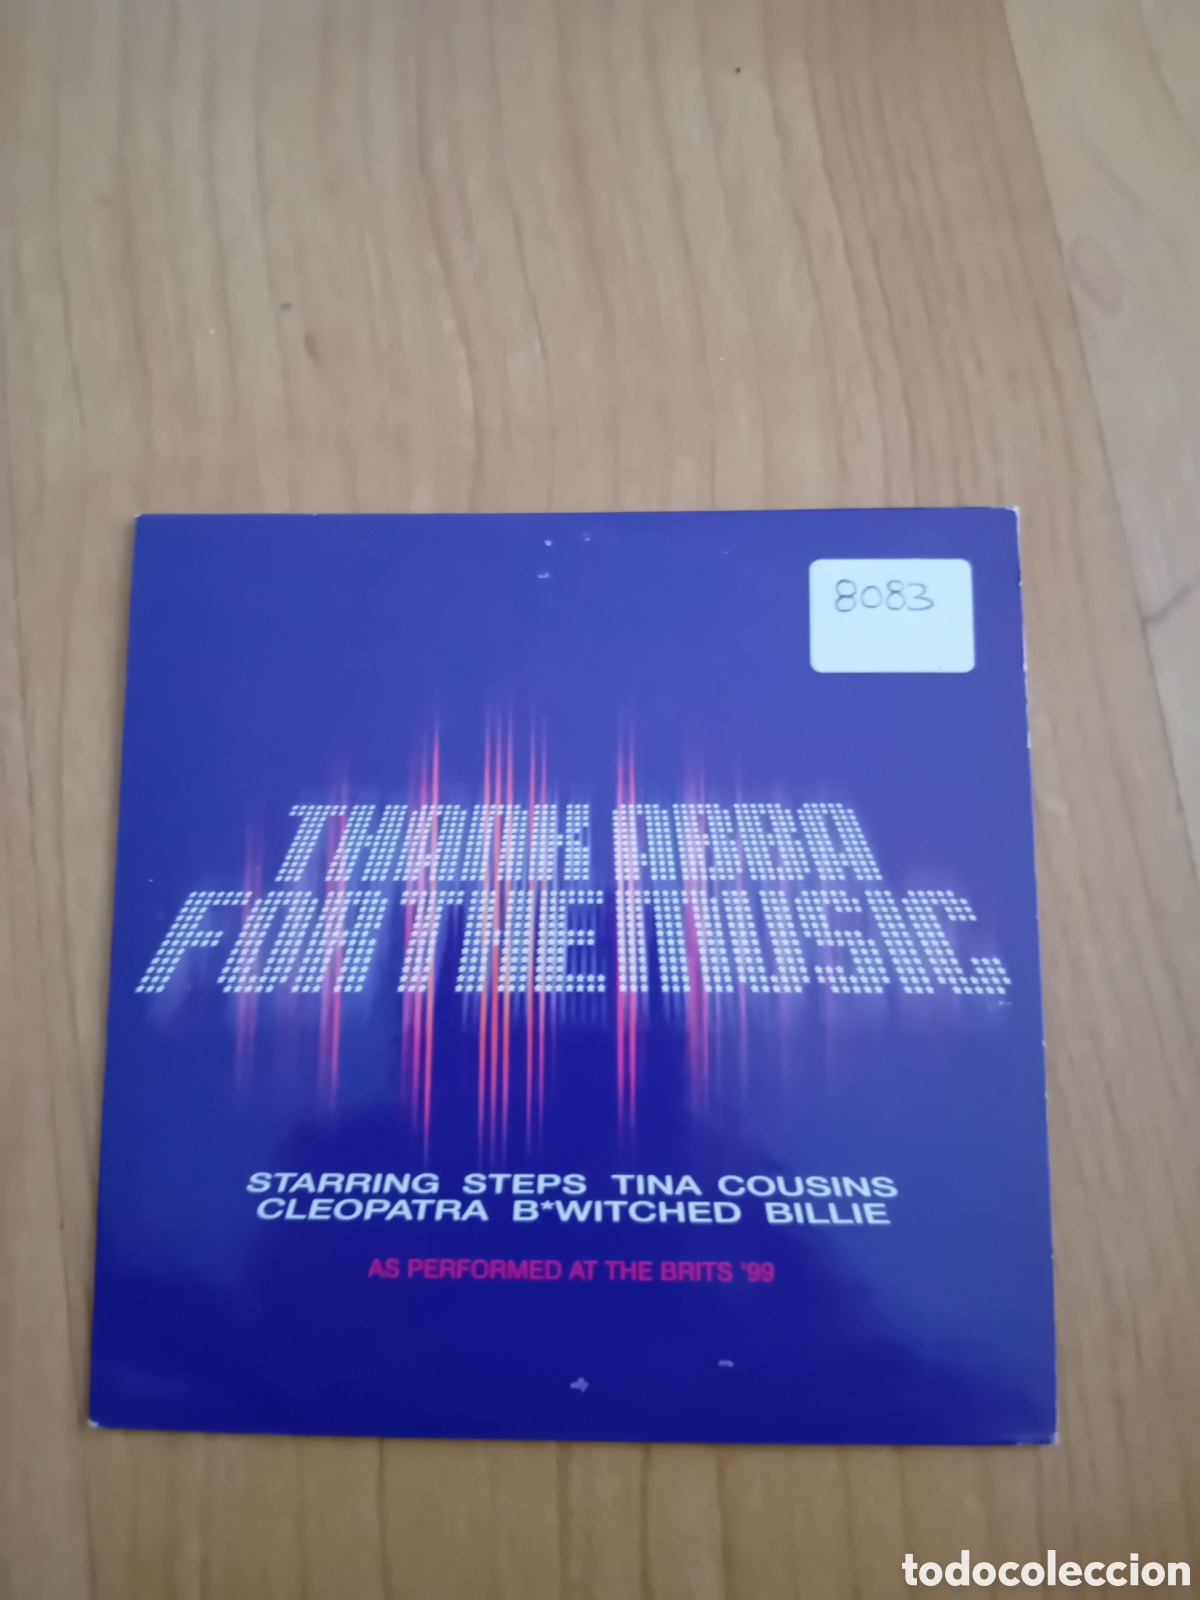 8083
THANK ABBA
FOR THE MUSIC
STARRING STEPS TINA COUSINS
CLEOPATRA B*WITCHED BILLIE
AS PERFORMED AT THE BRITS '99
todocoleccion